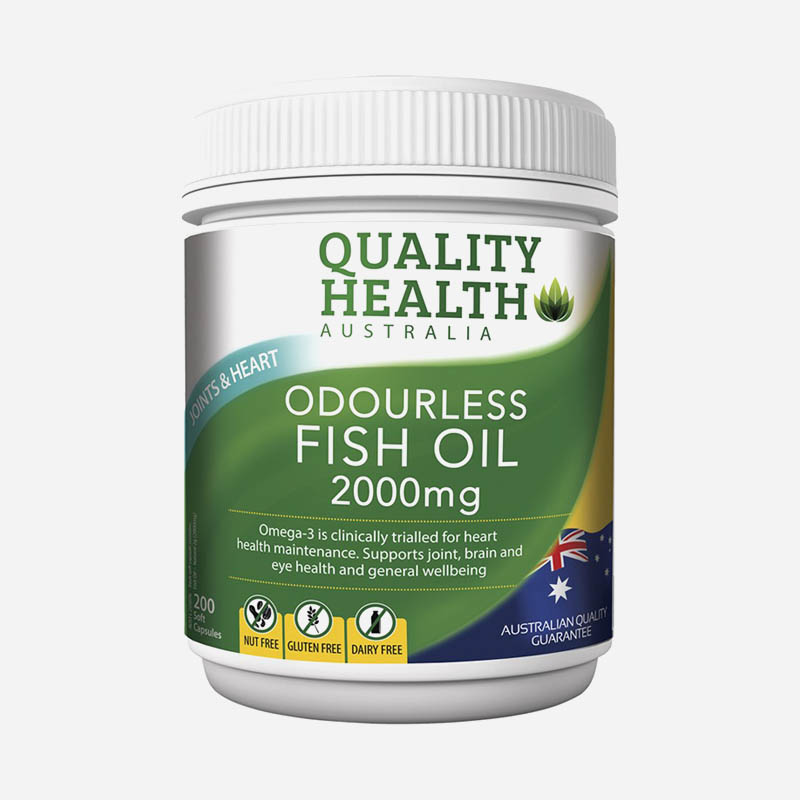 QUALITY
HEALTH
AUSTRALIA
JOINTS & HEART
ODOURLESS
FISH OIL
2000mg
Omega-3 is clinically trialled for heart
health maintenance. Supports joint, brain and
eye health and general wellbeing
200
Soft
Capsules
NUT FREE
GLUTEN FREE
DAIRY FREE
AUSTRALIAN QUALITY
GUARANTEE